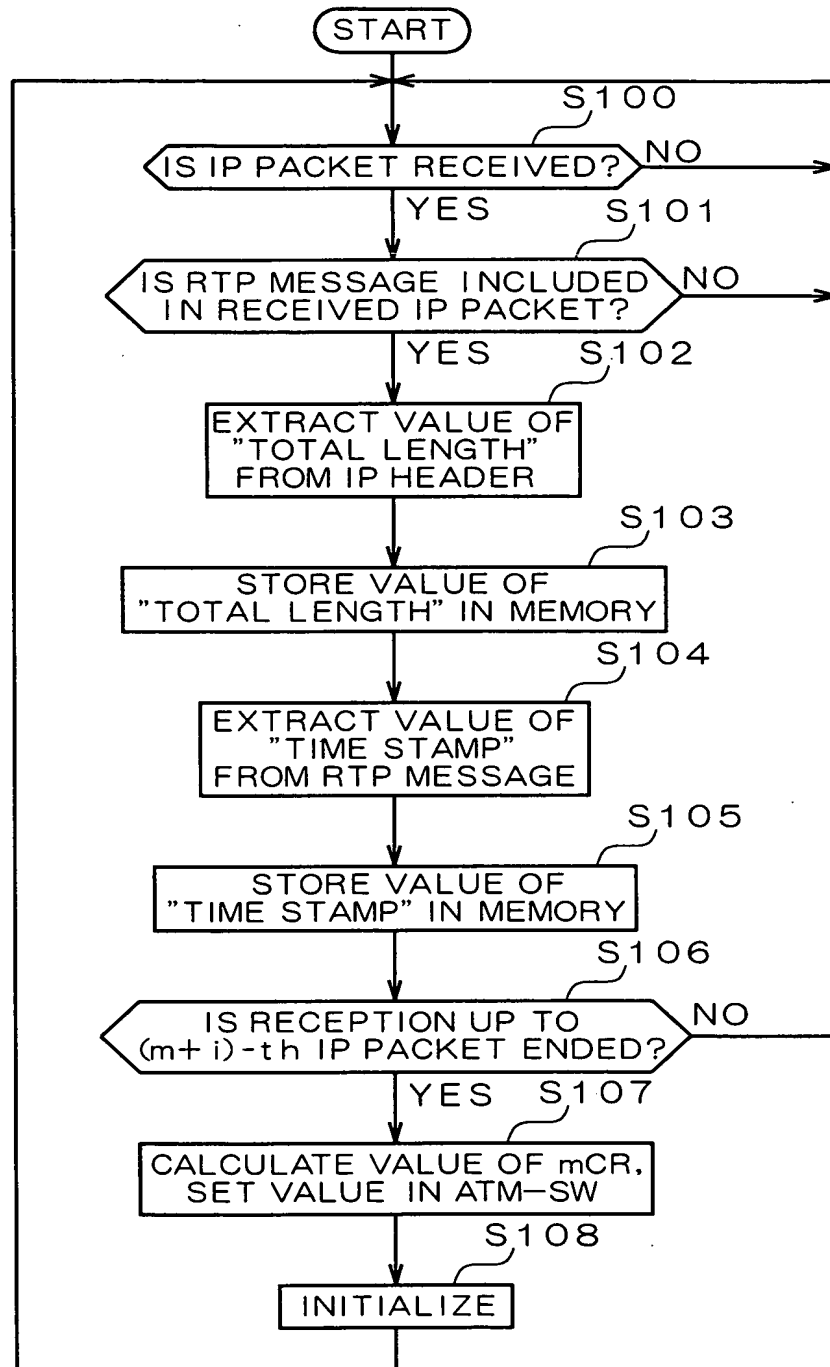 START
S100
IS IP PACKET RECEIVED?
NO
YES
S101
IS RTP MESSAGE INCLUDED
IN RECEIVED IP PACKET?
NO
YES
S102
EXTRACT VALUE OF
"TOTAL LENGTH"
FROM IP HEADER
S103
STORE VALUE OF
"TOTAL LENGTH" IN MEMORY
S104
EXTRACT VALUE OF
"TIME STAMP"
FROM RTP MESSAGE
S105
STORE VALUE OF
"TIME STAMP" IN MEMORY
S106
IS RECEPTION UP TO
(m+i)-th IP PACKET ENDED?
NO
YES
S107
CALCULATE VALUE OF mCR,
SET VALUE IN ATM-SW
S108
INITIALIZE